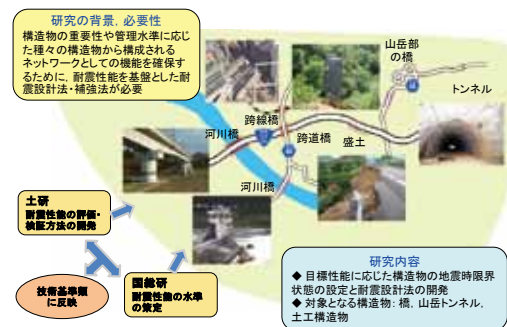 研究の背景，必要性
構造物の重要性や管理水準に応じ
た種々の構造物から構成される
ネットワークとしての機能を確保す
るために，耐震性能を基盤とした耐
震設計法・補強法が必要
山岳部
の橋
トンネル
跨線橋
河川橋
跨道橋
盛土
河川橋
土研
耐震性能の評価・
検証方法の開発
国総研
耐震性能の水準
の策定
技術基準類
に反映
研究内容
◆ 目標性能に応じた構造物の地震時限界
状態の設定と耐震設計法の開発
◆ 対象となる構造物：橋，山岳トンネル，
土工構造物